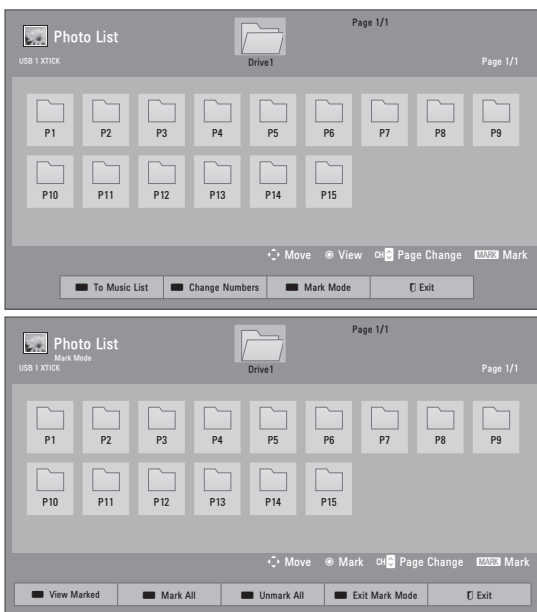 Page 1/1
Photo List
USB 1 XTICK
Drive1
Page 1/1
P1 P2 P3 P4 P5 P6 P7 P8 P9
P10 P11 P12 P13 P14 P15
Move View CH Page Change MARK Mark
To Music List Change Numbers Mark Mode Exit
Page 1/1
Photo List
Mark Mode
USB 1 XTICK
Drive1
Page 1/1
P1 P2 P3 P4 P5 P6 P7 P8 P9
P10 P11 P12 P13 P14 P15
Move Mark CH Page Change MARK Mark
View Marked Mark All Unmark All Exit Mark Mode Exit